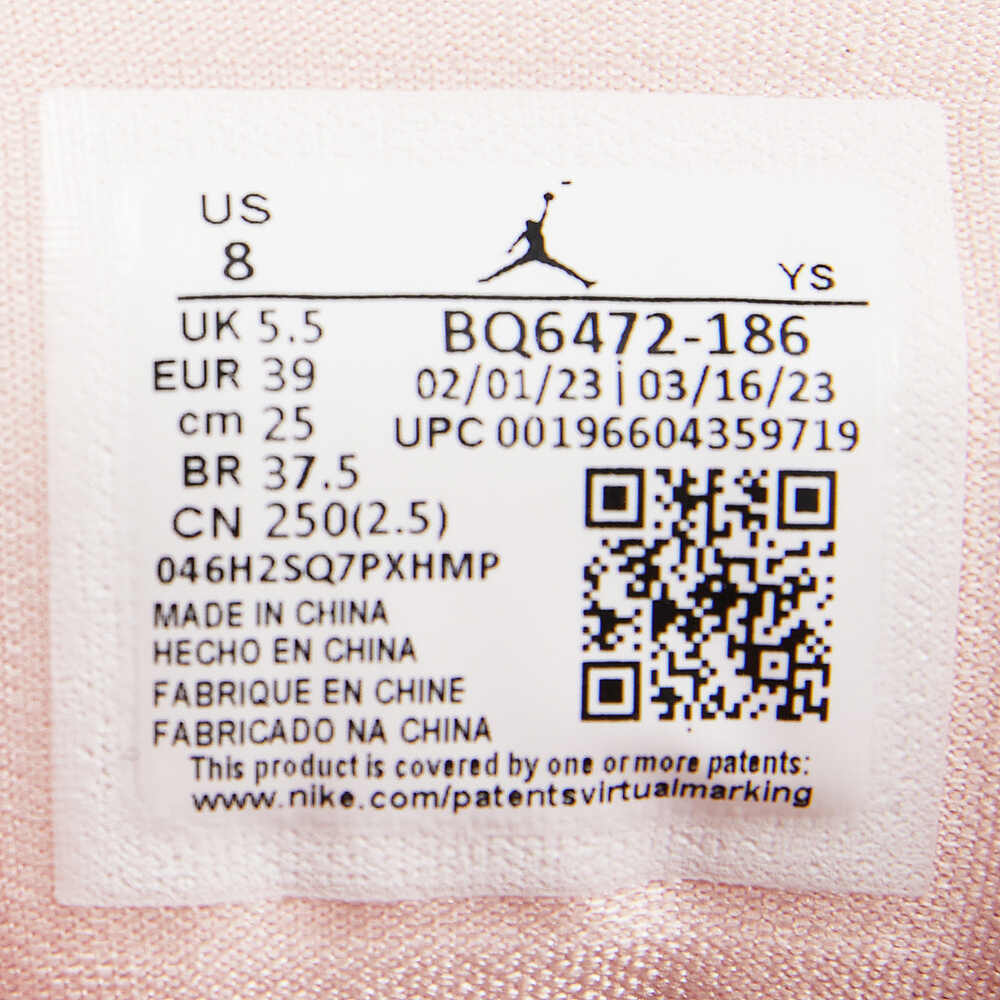 US
8
YS
UK 5.5
EUR 39
cm 25
BR 37.5
CN 250(2.5)
BQ6472-186
02/01/23 | 03/16/23
UPC 00196604359719
046H2SQ7PXHMP
MADE IN CHINA
HECHO EN CHINA
FABRIQUE EN CHINE
FABRICADO NA CHINA
This product is covered by one or more patents:
www.nike.com/patentsvirtualmarking